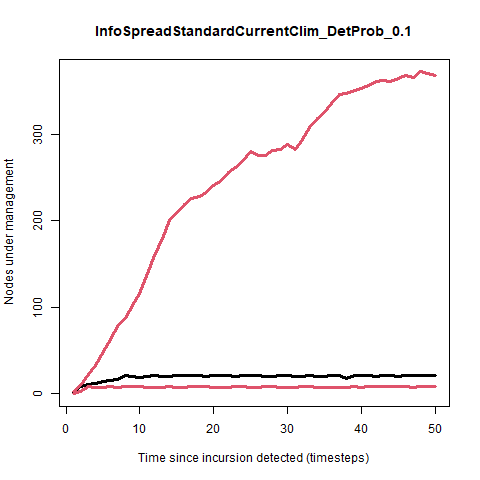 InfoSpreadStandardCurrentClim_DetProb_0.1
Nodes under management
300
200
100
0
0 10 20 30 40 50
Time since incursion detected (timesteps)